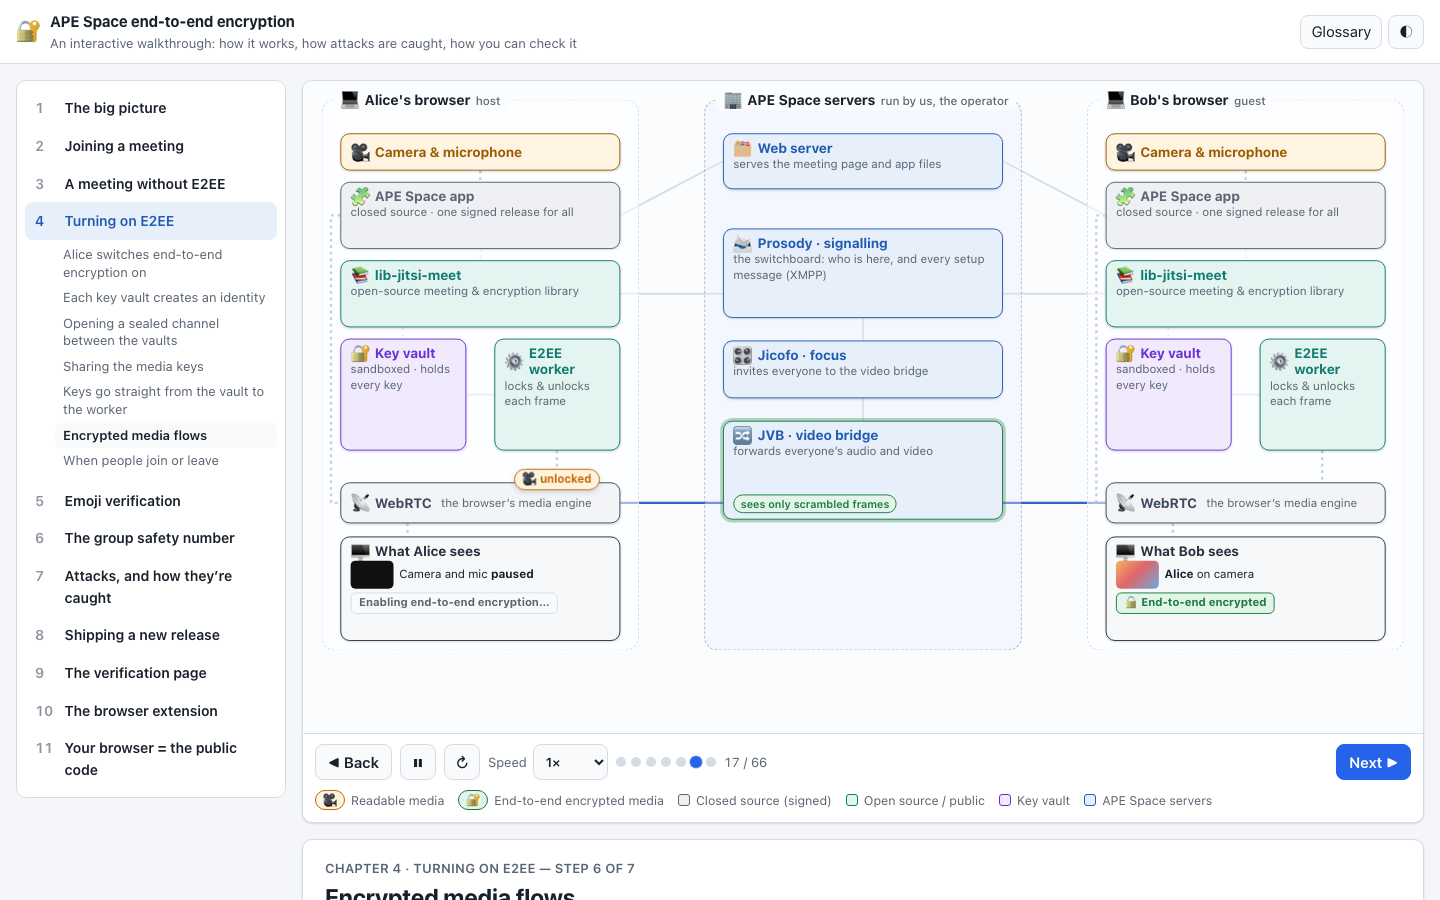 APE Space end-to-end encryption
An interactive walkthrough: how it works, how attacks are caught, how you can check it
Glossary
1 The big picture
2 Joining a meeting
3 A meeting without E2EE
4 Turning on E2EE
Alice switches end-to-end
encryption on
Each key vault creates an identity
Opening a sealed channel
between the vaults
Sharing the media keys
Keys go straight from the vault to
the worker
Encrypted media flows
When people join or leave
5 Emoji verification
6 The group safety number
7 Attacks, and how they’re
caught
8 Shipping a new release
9 The verification page
10 The browser extension
11 Your browser = the public
code
Alice's browser host
Camera & microphone
APE Space app
closed source · one signed release for all
lib-jitsi-meet
open-source meeting & encryption library
Key vault
sandboxed · holds
every key
E2EE
worker
locks & unlocks
each frame
unlocked
WebRTC the browser’s media engine
What Alice sees
Camera and mic paused
Enabling end-to-end encryption…
APE Space servers run by us, the operator
Web server
serves the meeting page and app files
Prosody · signalling
the switchboard: who is here, and every setup
message (XMPP)
Jicofo · focus
invites everyone to the video bridge
JVB · video bridge
forwards everyone’s audio and video
sees only scrambled frames
Bob's browser guest
Camera & microphone
APE Space app
closed source · one signed release for all
lib-jitsi-meet
open-source meeting & encryption library
Key vault
sandboxed · holds
every key
E2EE
worker
locks & unlocks
each frame
WebRTC the browser’s media engine
What Bob sees
Alice on camera
End-to-end encrypted
Back
Speed 1×
17 / 66
Next
Readable media
End-to-end encrypted media
Closed source (signed)
Open source / public
Key vault
APE Space servers
CHAPTER 4 · TURNING ON E2EE — STEP 6 OF 7
Encrypted media flows